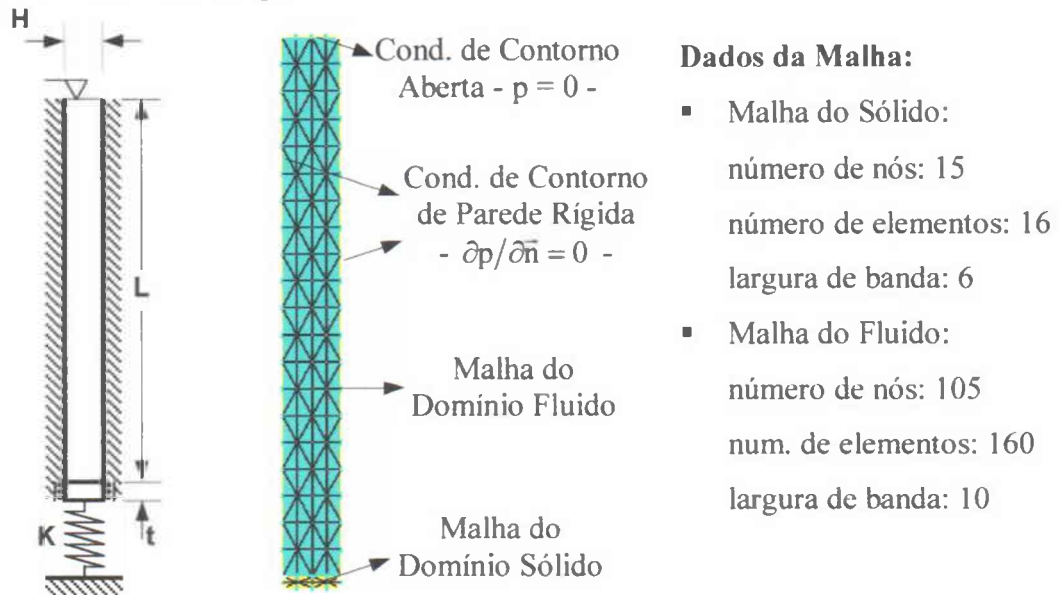 H
L
K
t
Cond. de Contorno
Aberta - p = 0 -
Cond. de Contorno
de Parede Rígida
- ∂p/∂n⃗ = 0 -
Malha do
Domínio Fluido
Malha do
Domínio Sólido
Dados da Malha:
▪ Malha do Sólido:
número de nós: 15
número de elementos: 16
largura de banda: 6
▪ Malha do Fluido:
número de nós: 105
num. de elementos: 160
largura de banda: 10